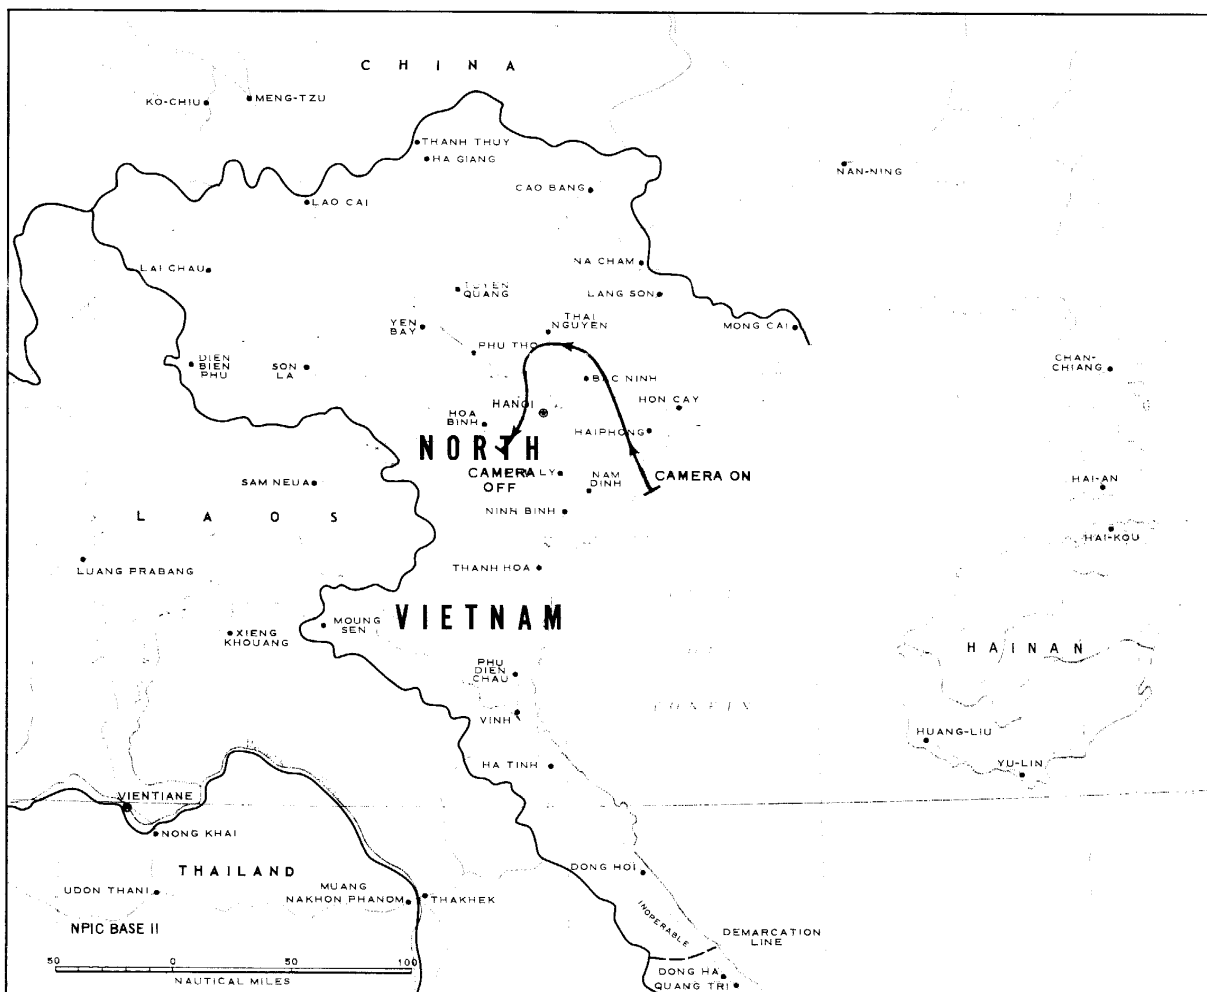 CHINA
KO-CHIU
MENG-TZU
THANH THUY
HA GIANG
NAN-NING
CAO BANG
LAO CAI
NA CHAM
LAI CHAU
TUYEN
QUANG
LANG SON
THAI
NGUYEN
YEN
BAY
MONG CAI
PHU THO
DIEN
BIEN
PHU
SON
LA
CHAN-
CHIANG
BAC NINH
HANOI
HON CAY
HOA
BINH
HAIPHONG
NORTH
CAMERA
OFF
LY
NAM
DINH
CAMERA ON
SAM NEUA
HAI-AN
LAOS
NINH BINH
HAI-KOU
THANH HOA
LUANG PRABANG
VIETNAM
MOUNG
SEN
XIENG
KHOUANG
HAINAN
PHU
DIEN
CHAU
TONKIN
VINH
HUANG-LIU
HA TINH
YU-LIN
VIENTIANE
NONG KHAI
THAILAND
DONG HOI
UDON THANI
MUANG
NAKHON PHANOM
THAKHEK
INOPERABLE
NPIC BASE II
DEMARCATION
LINE
50 0 50 100
NAUTICAL MILES
DONG HA
QUANG TRI